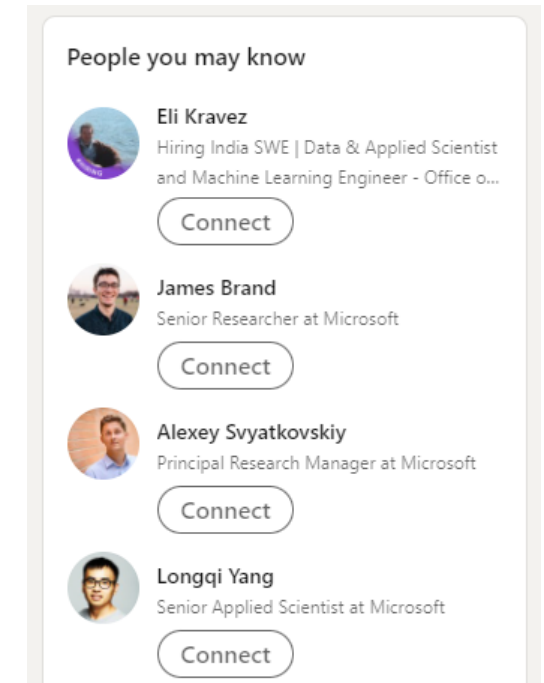 People you may know
Eli Kravez
Hiring India SWE | Data & Applied Scientist
and Machine Learning Engineer - Office o...
#HIRING
Connect
James Brand
Senior Researcher at Microsoft
Connect
Alexey Svyatkovskiy
Principal Research Manager at Microsoft
Connect
Longqi Yang
Senior Applied Scientist at Microsoft
Connect